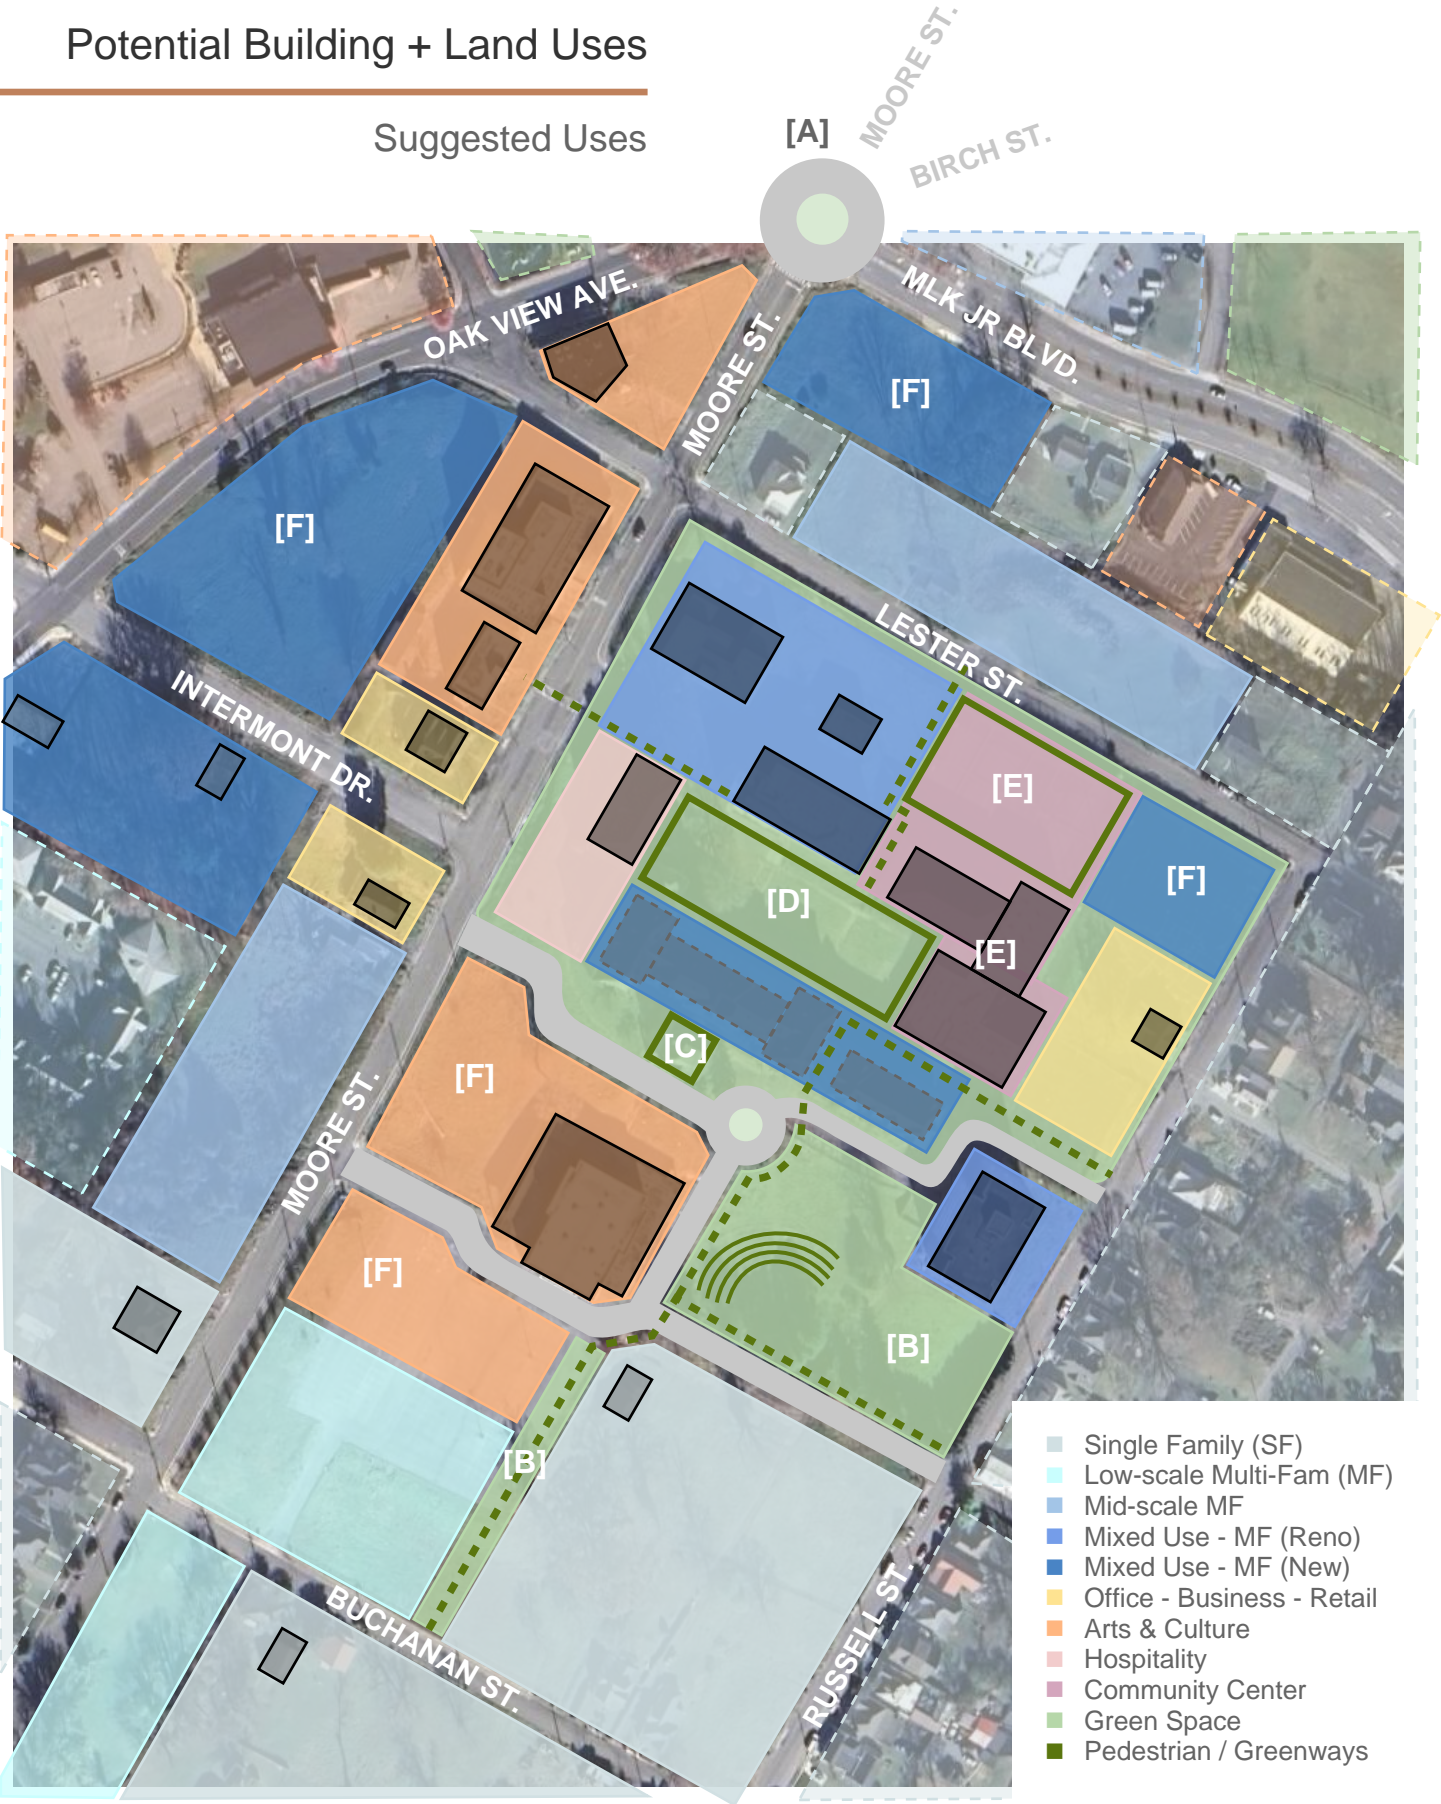 Potential Building + Land Uses
Suggested Uses
MOORE ST.
[A]
BIRCH ST.
OAK VIEW AVE.
MLK JR BLVD.
MOORE ST.
[F]
[F]
LESTER ST.
INTERMONT DR.
[E]
[F]
[D]
[E]
[C]
[F]
MOORE ST.
[F]
[B]
[B]
BUCHANAN ST.
RUSSELL ST.
Single Family (SF)
Low-scale Multi-Fam (MF)
Mid-scale MF
Mixed Use - MF (Reno)
Mixed Use - MF (New)
Office - Business - Retail
Arts & Culture
Hospitality
Community Center
Green Space
Pedestrian / Greenways